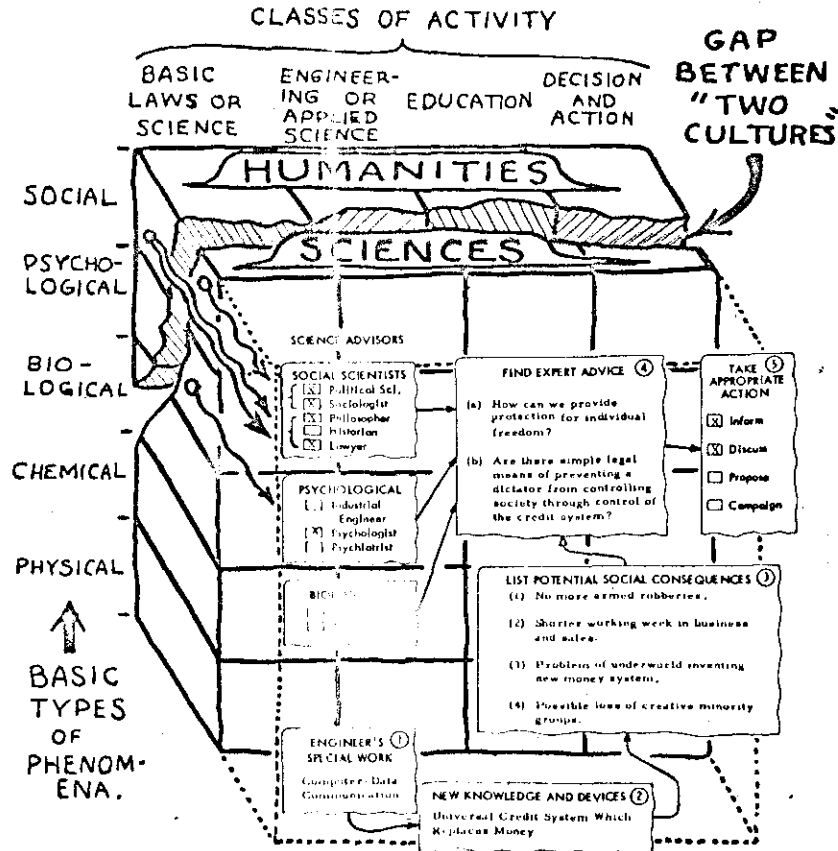 CLASSES OF ACTIVITY
BASIC
LAWS OR
SCIENCE
ENGINEER-
ING OR
APPLIED
SCIENCE
EDUCATION
DECISION
AND
ACTION
GAP
BETWEEN
"TWO
CULTURES"
HUMANITIES
SCIENCES
SOCIAL
PSYCHO-
LOGICAL
BIO-
LOGICAL
CHEMICAL
PHYSICAL
BASIC
TYPES
OF
PHENOM-
ENA.
SCIENCE ADVISORS
SOCIAL SCIENTISTS
[X] Political Sci.
[X] Sociologist
[X] Philosopher
[ ] Historian
[X] Lawyer
PSYCHOLOGICAL
[ ] Industrial
Engineer
[X] Psychologist
[ ] Psychiatrist
ENGINEER'S ①
SPECIAL WORK
Computer-Data
Communication
NEW KNOWLEDGE AND DEVICES ②
Universal Credit System Which
Replaces Money
LIST POTENTIAL SOCIAL CONSEQUENCES ③
(1) No more armed robberies.
(2) Shorter working week in business
and sales.
(3) Problem of underworld inventing
new money system.
(4) Possible loss of creative minority
groups.
FIND EXPERT ADVICE ④
(a) How can we provide
protection for individual
freedom?
(b) Are there simple legal
means of preventing a
dictator from controlling
society through control of
the credit system?
TAKE ⑤
APPROPRIATE
ACTION
[X] Inform
[X] Discuss
[ ] Propose
[ ] Campaign